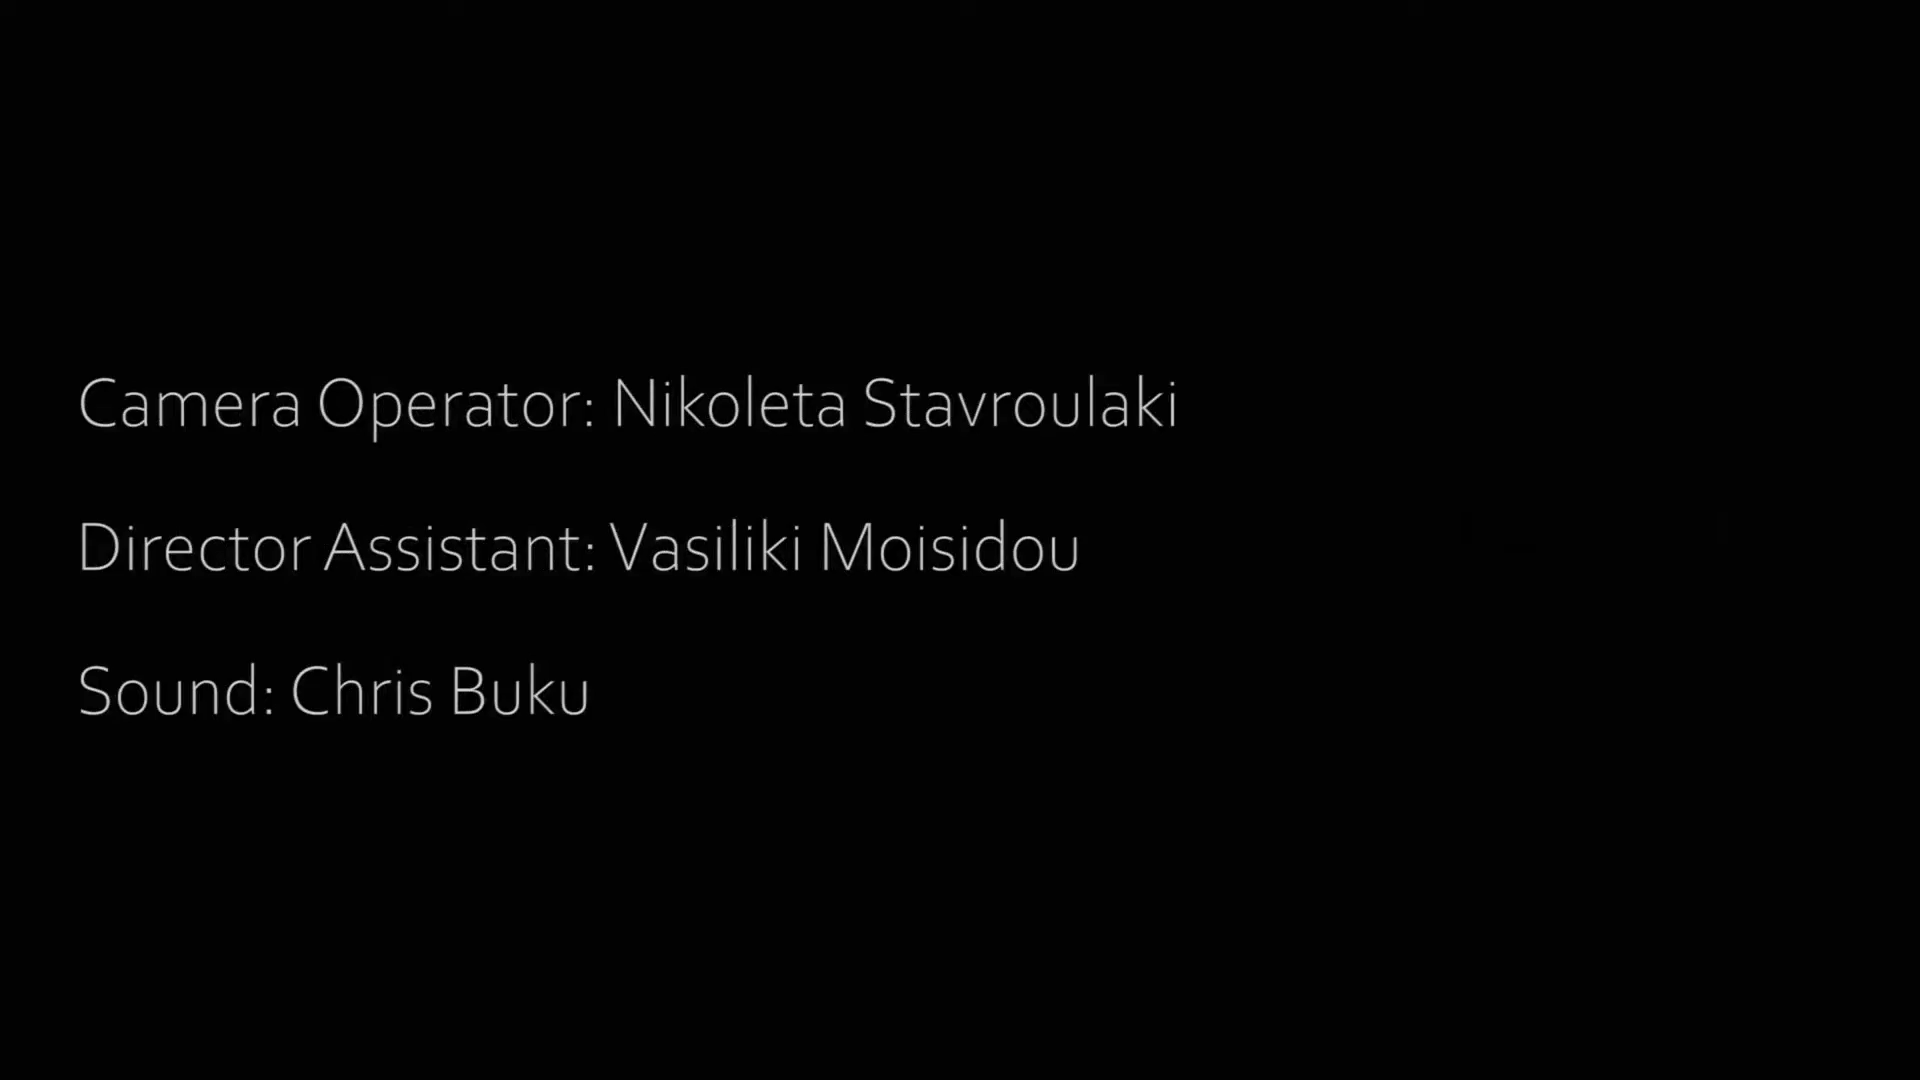 Camera Operator: Nikoleta Stavroulaki
Director Assistant: Vasiliki Moisidou
Sound: Chris Buku